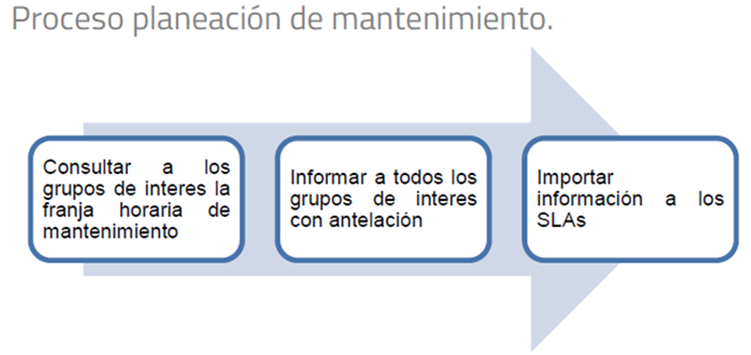 Proceso planeación de mantenimiento.
Consultar a los
grupos de interes la
franja horaria de
mantenimiento
Informar a todos los
grupos de interes
con antelación
Importar
información a los
SLAs